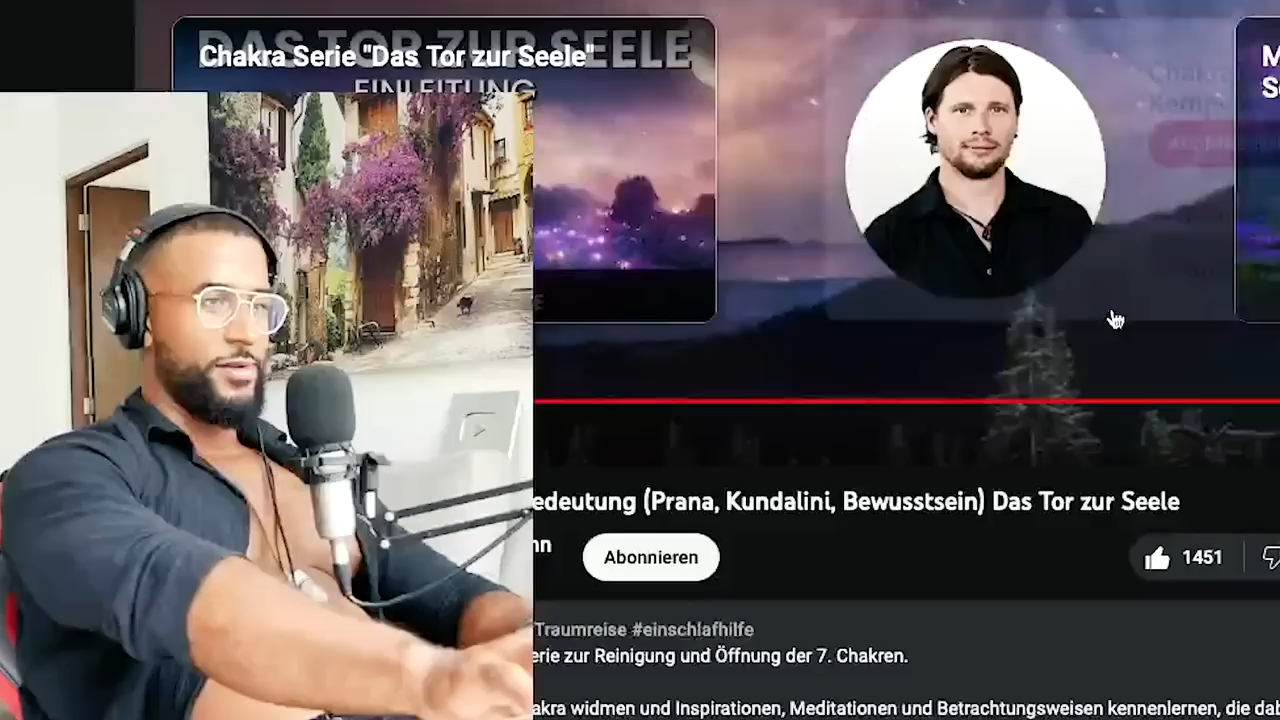 DAS TOR ZUR SEELE
Chakra Serie "Das Tor zur Seele"
EINLEITUNG
M
S
Chakra
edeutung (Prana, Kundalini, Bewusstsein) Das Tor zur Seele
nn
Abonnieren
1451
Traumreise #einschlafhilfe
erie zur Reinigung und Öffnung der 7. Chakren.
akra widmen und Inspirationen, Meditationen und Betrachtungsweisen kennenlernen, die dab